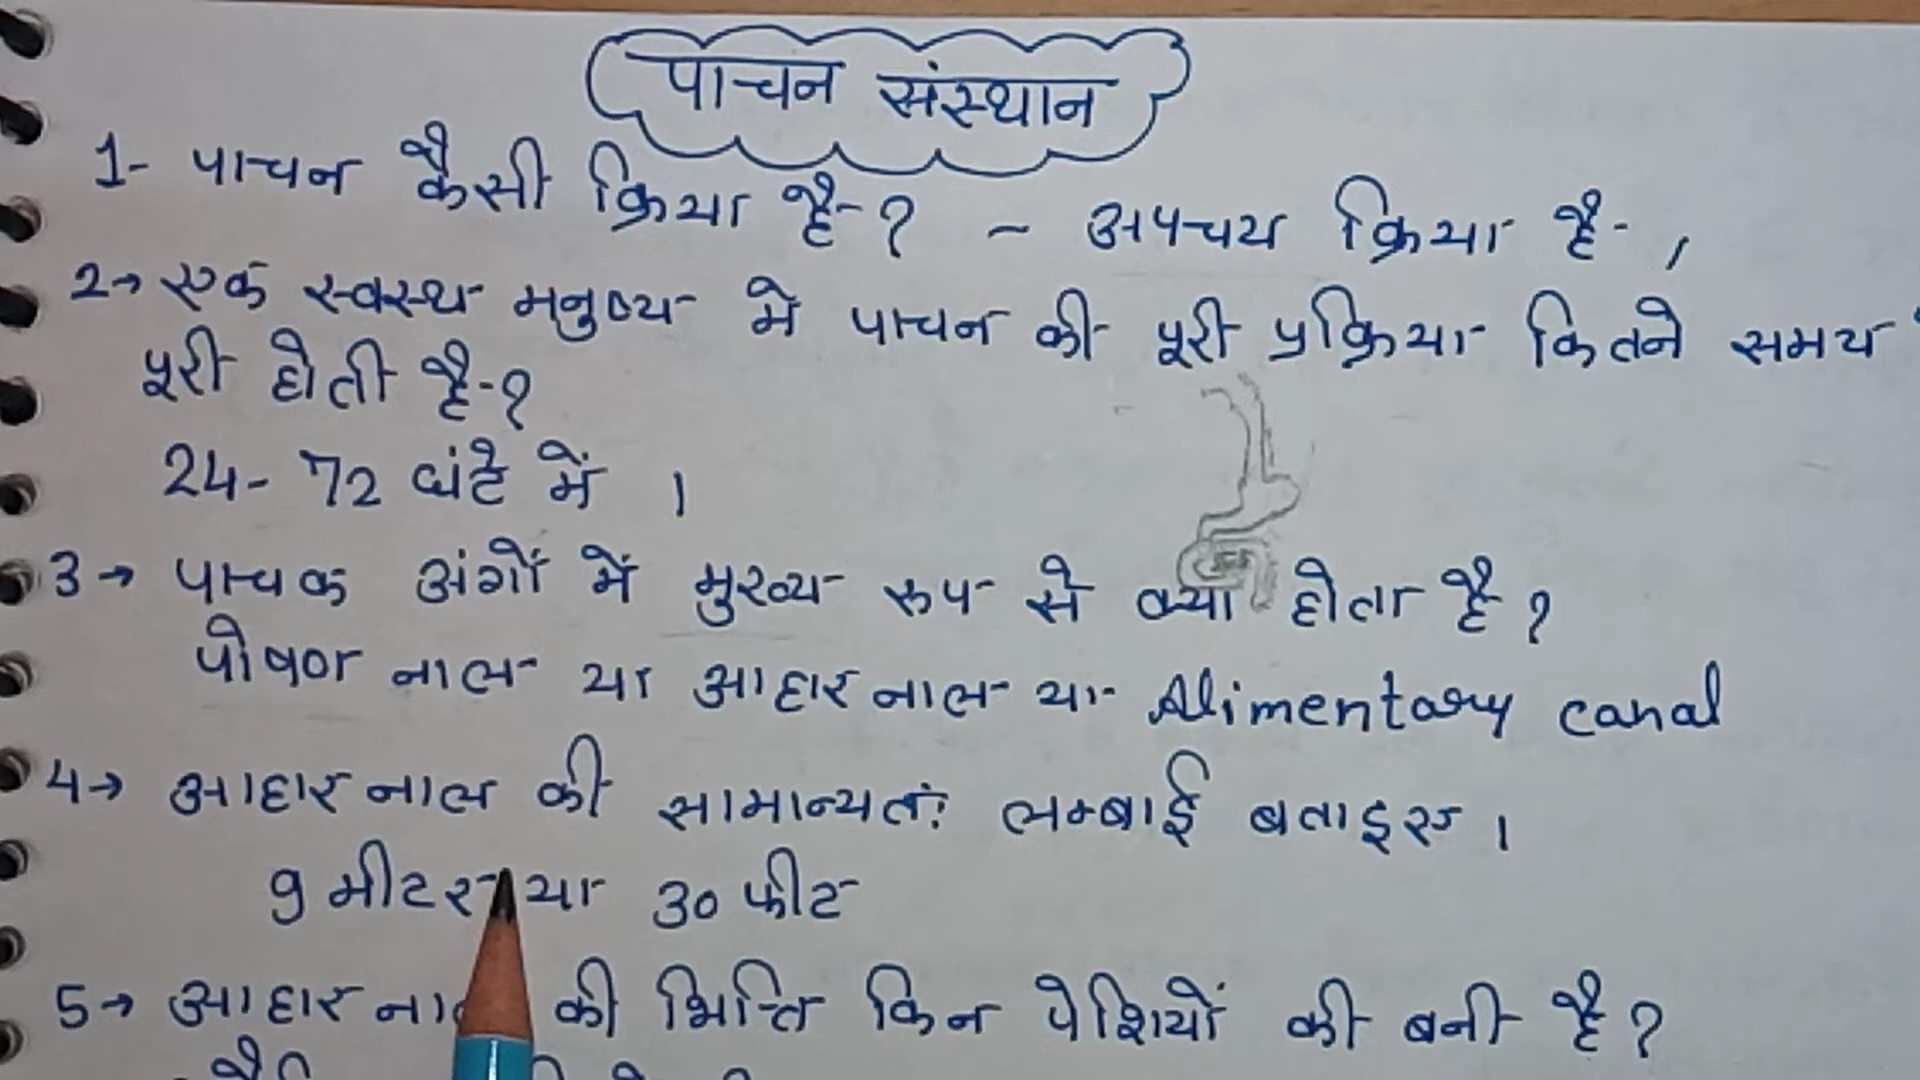 पाचन संस्थान
1- पाचन कैसी क्रिया है-? ~ अपचय क्रिया है- ।
2→ एक स्वस्थ मनुष्य में पाचन की पूरी प्रक्रिया कितने समय
पूरी होती है-?
24- 72 घंटे में ।
3→ पाचक अंगों में मुख्य रूप से क्या होता है ?
पोषण नाल या आहार नाल या Alimentary canal
4→ आहार नाल की सामान्यतः लम्बाई बताइए ।
9 मीटर या 30 फीट
5→ आहार नाल की भित्ति किन पेशियों की बनी है ?